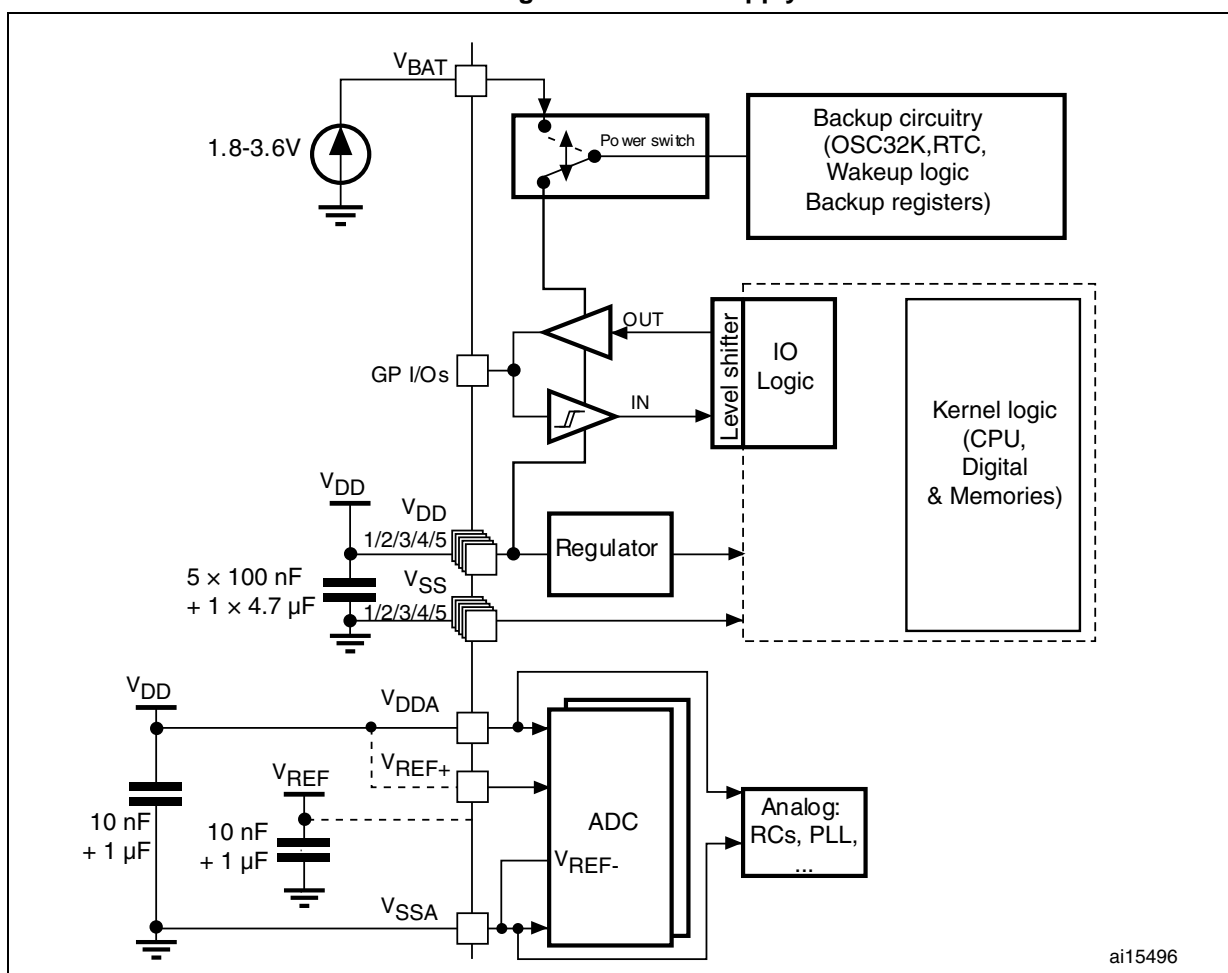 VBAT
1.8-3.6V
Power switch
Backup circuitry
(OSC32K,RTC,
Wakeup logic
Backup registers)
GP I/Os
OUT
IN
Level shifter
IO
Logic
Kernel logic
(CPU,
Digital
& Memories)
VDD
VDD
1/2/3/4/5
Regulator
5 × 100 nF
+ 1 × 4.7 µF
VSS
1/2/3/4/5
VDD
VDDA
VREF+
VREF
10 nF
+ 1 µF
10 nF
+ 1 µF
ADC
VREF-
Analog:
RCs, PLL,
...
VSSA
ai15496